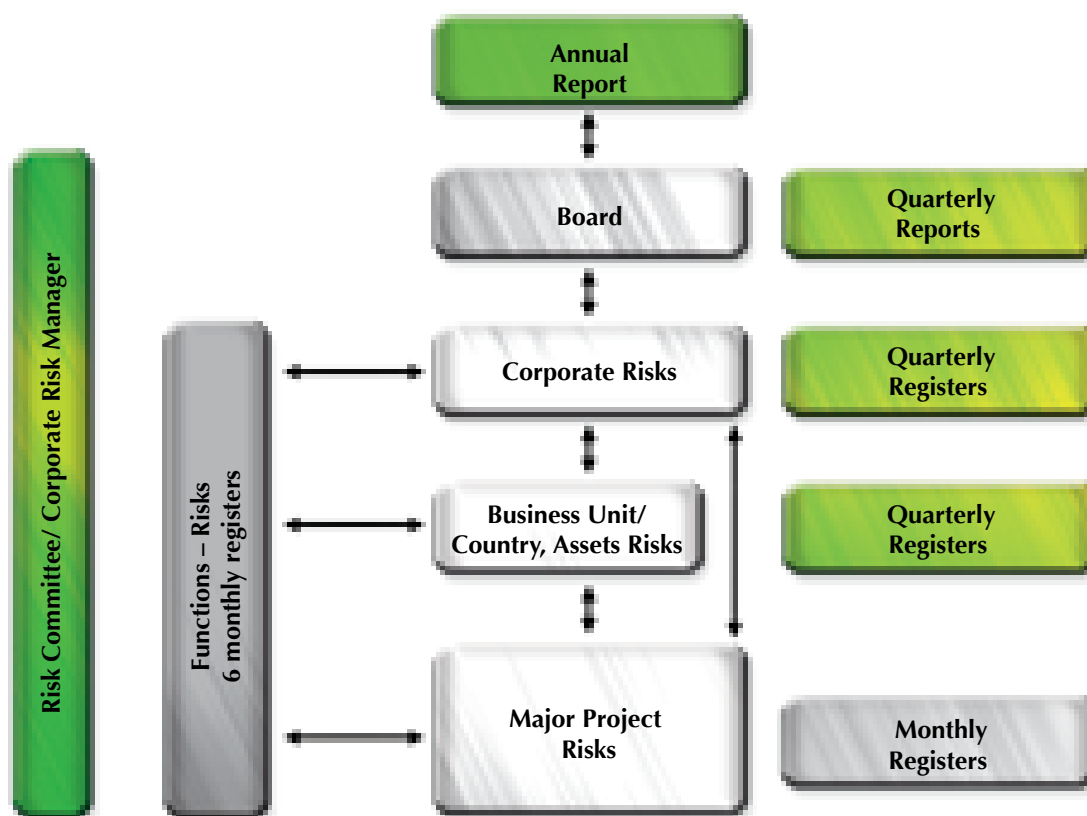 Annual
Report
Board
Quarterly
Reports
Corporate Risks
Quarterly
Registers
Business Unit/
Country, Assets Risks
Quarterly
Registers
Major Project
Risks
Monthly
Registers
Risk Committee/ Corporate Risk Manager
Functions – Risks
6 monthly registers